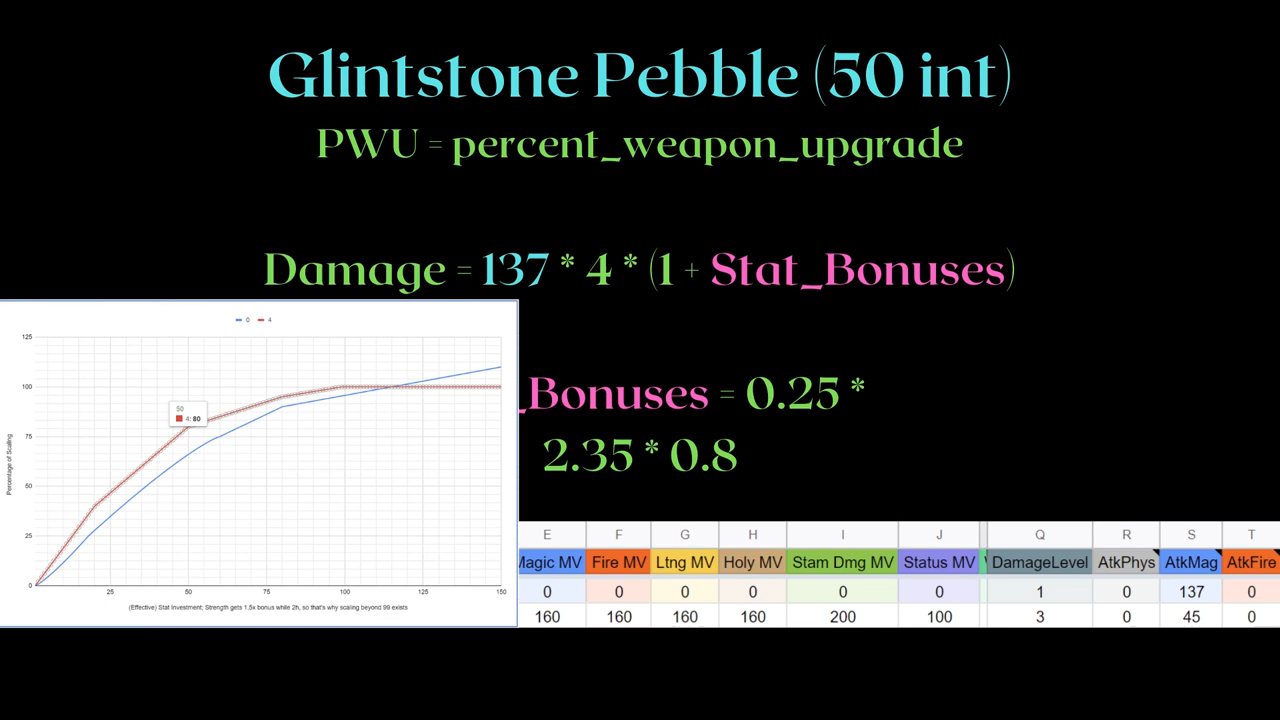 Glintstone Pebble (50 int)
PWU = percent_weapon_upgrade
Damage = 137 * 4 * (1 + Stat_Bonuses)
_Bonuses = 0.25 *
2.35 * 0.8
0 4
125
100
75
50
25
0
50
4: 80
Percentage of Scaling
0 25 50 75 100 125 150
(Effective) Stat Investment; Strength gets 1.5x bonus while 2h, so that's why scaling beyond 99 exists
E F G H I J Q R S T
Magic MV Fire MV Ltng MV Holy MV Stam Dmg MV Status MV DamageLevel AtkPhys AtkMag AtkFire
0 0 0 0 0 0 1 0 137 0
160 160 160 160 200 100 3 0 45 0